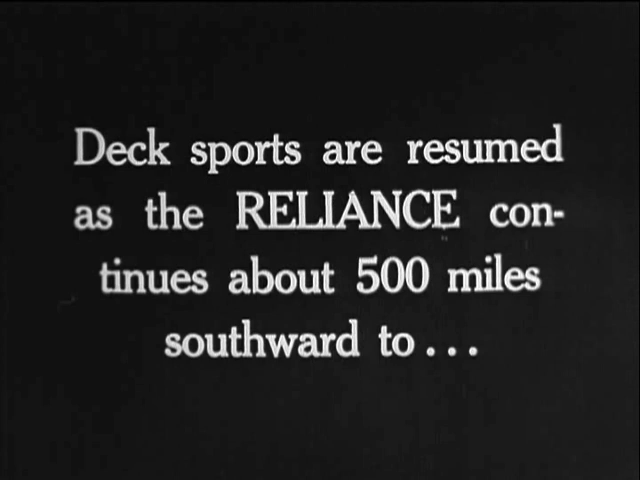 Deck sports are resumed
as the RELIANCE con-
tinues about 500 miles
southward to...